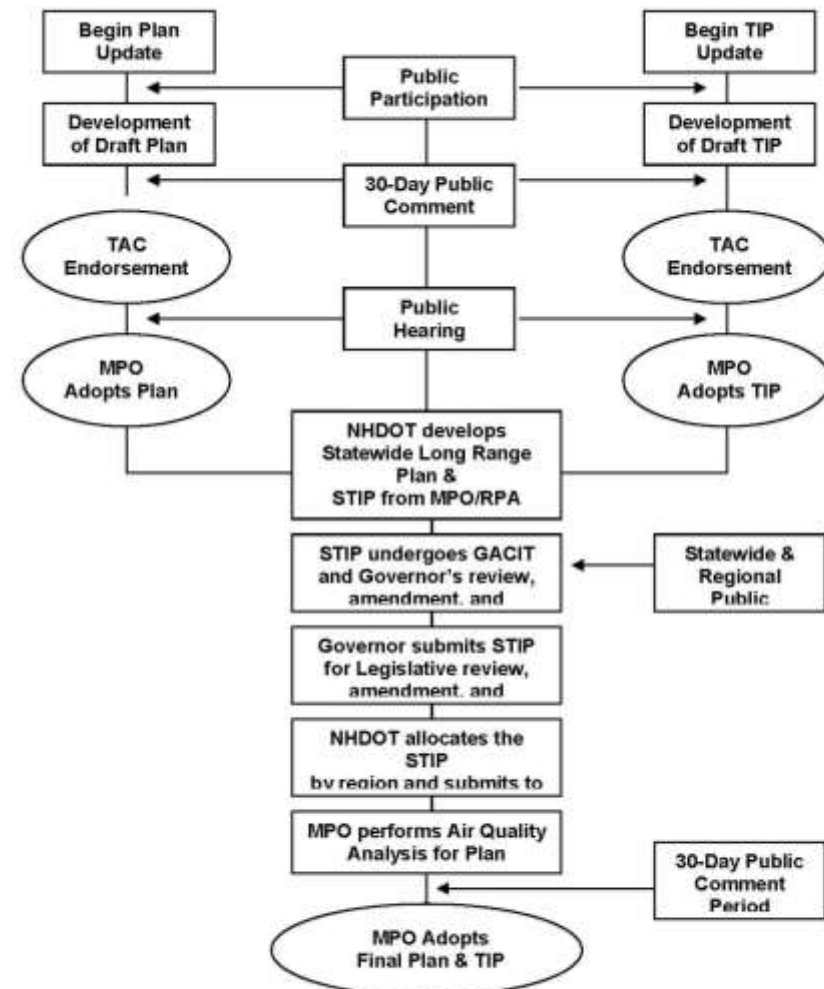 Begin Plan
Update
Public
Participation
Begin TIP
Update
Development
of Draft Plan
Development
of Draft TIP
30-Day Public
Comment
TAC
Endorsement
TAC
Endorsement
Public
Hearing
MPO
Adopts Plan
MPO
Adopts TIP
NHDOT develops
Statewide Long Range
Plan &
STIP from MPO/RPA
STIP undergoes GACIT
and Governor's review,
amendment, and
Statewide &
Regional
Public
Governor submits STIP
for Legislative review,
amendment, and
NHDOT allocates the
STIP
by region and submits to
MPO performs Air Quality
Analysis for Plan
30-Day Public
Comment
Period
MPO Adopts
Final Plan & TIP